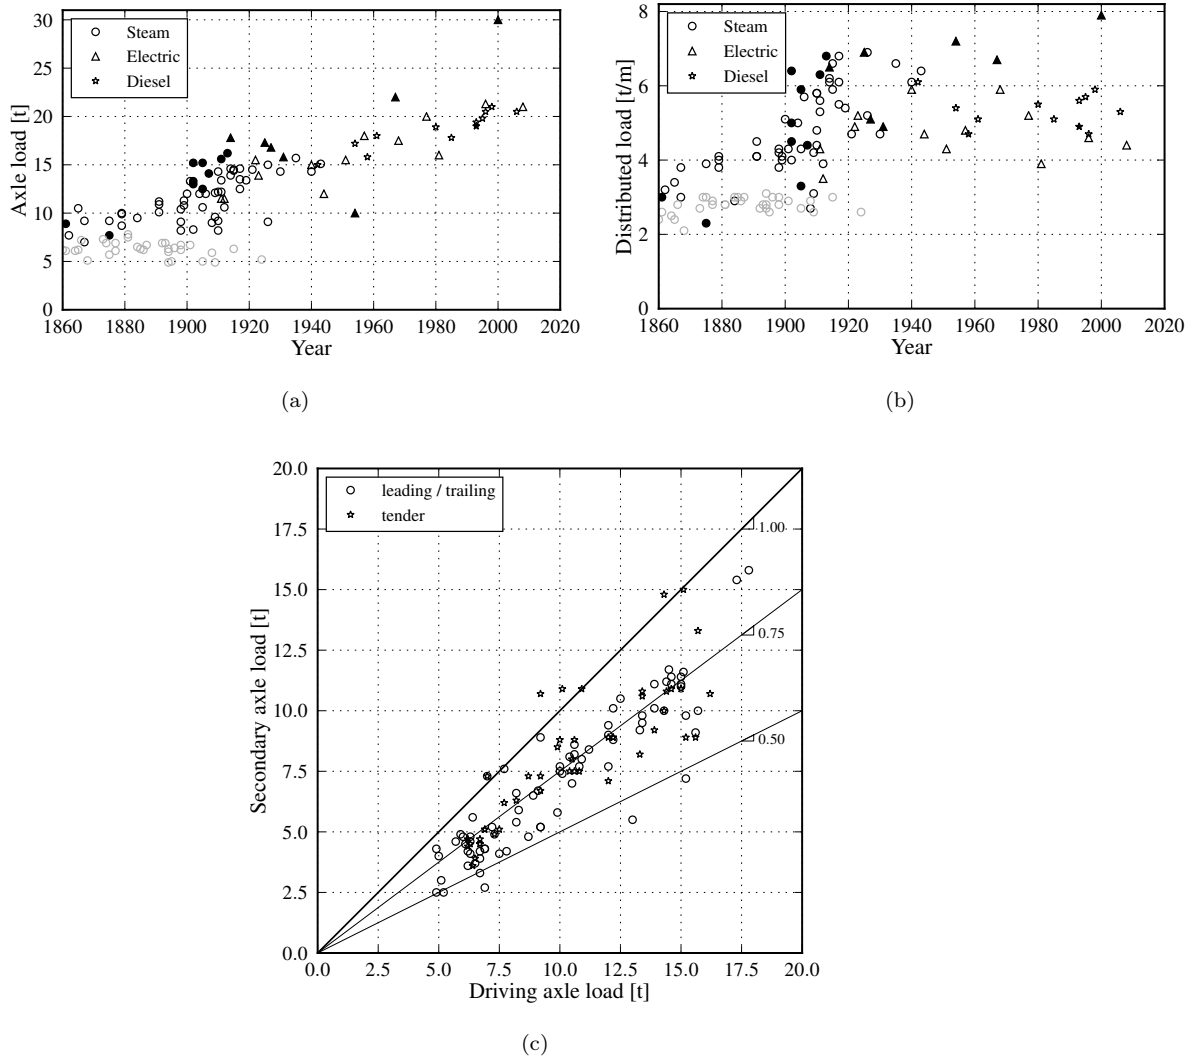 30
25
20
15
10
5
0
Axle load [t]
Steam
Electric
Diesel
1860 1880 1900 1920 1940 1960 1980 2000 2020
Year
(a)
8
6
4
2
0
Distributed load [t/m]
Steam
Electric
Diesel
1860 1880 1900 1920 1940 1960 1980 2000 2020
Year
(b)
20.0
17.5
15.0
12.5
10.0
7.5
5.0
2.5
0.0
Secondary axle load [t]
leading / trailing
tender
1.00
0.75
0.50
0.0 2.5 5.0 7.5 10.0 12.5 15.0 17.5 20.0
Driving axle load [t]
(c)